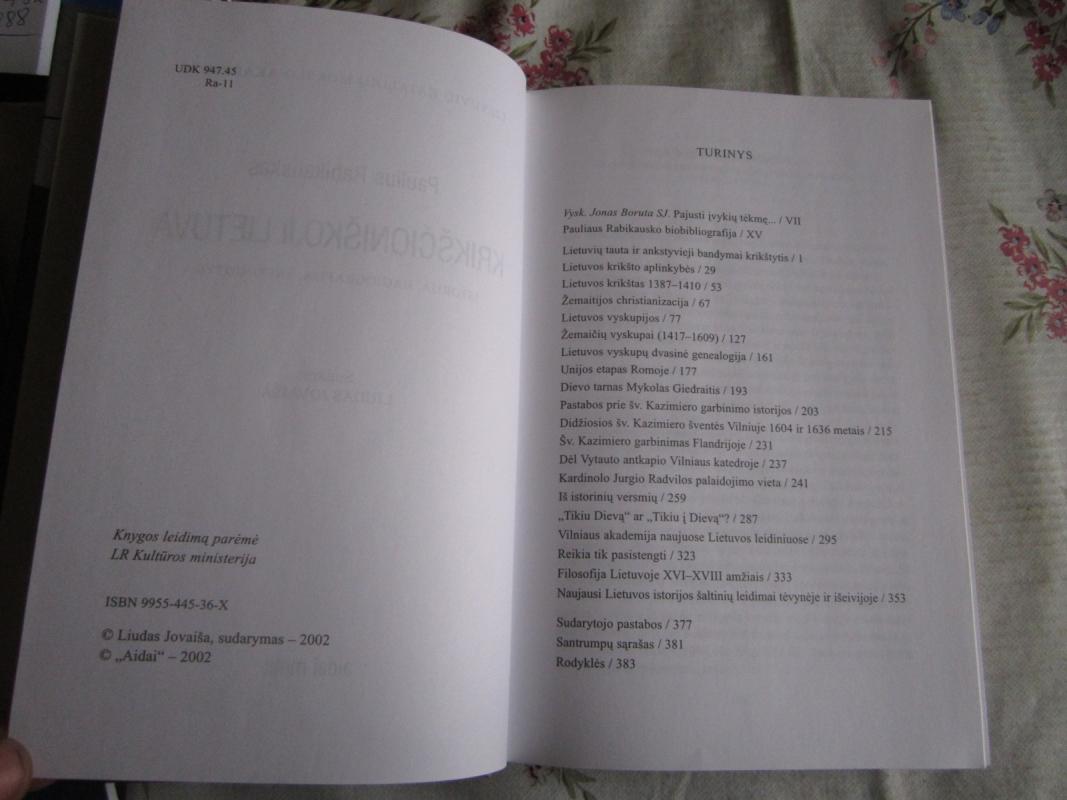 UDK 947.45
Ra-11
Knygos leidimą parėmė
LR Kultūros ministerija
ISBN 9955-445-36-X
© Liudas Jovaiša, sudarymas – 2002
© „Aidai“ – 2002
TURINYS
Vysk. Jonas Boruta SJ. Pajusti įvykių tėkmę... / VII
Pauliaus Rabikausko biobibliografija / XV
Lietuvių tauta ir ankstyvieji bandymai krikštytis / 1
Lietuvos krikšto aplinkybės / 29
Lietuvos krikštas 1387–1410 / 53
Žemaitijos christianizacija / 67
Lietuvos vyskupijos / 77
Žemaičių vyskupai (1417–1609) / 127
Lietuvos vyskupų dvasinė genealogija / 161
Unijos etapas Romoje / 177
Dievo tarnas Mykolas Giedraitis / 193
Pastabos prie šv. Kazimiero garbinimo istorijos / 203
Didžiosios šv. Kazimiero šventės Vilniuje 1604 ir 1636 metais / 215
Šv. Kazimiero garbinimas Flandrijoje / 231
Dėl Vytauto antkapio Vilniaus katedroje / 237
Kardinolo Jurgio Radvilos palaidojimo vieta / 241
Iš istorinių versmių / 259
„Tikiu Dievą“ ar „Tikiu į Dievą“? / 287
Vilniaus akademija naujuose Lietuvos leidiniuose / 295
Reikia tik pasistengti / 323
Filosofija Lietuvoje XVI–XVIII amžiais / 333
Naujausi Lietuvos istorijos šaltinių leidimai tėvynėje ir išeivijoje / 353
Sudarytojo pastabos / 377
Santrumpų sąrašas / 381
Rodyklės / 383